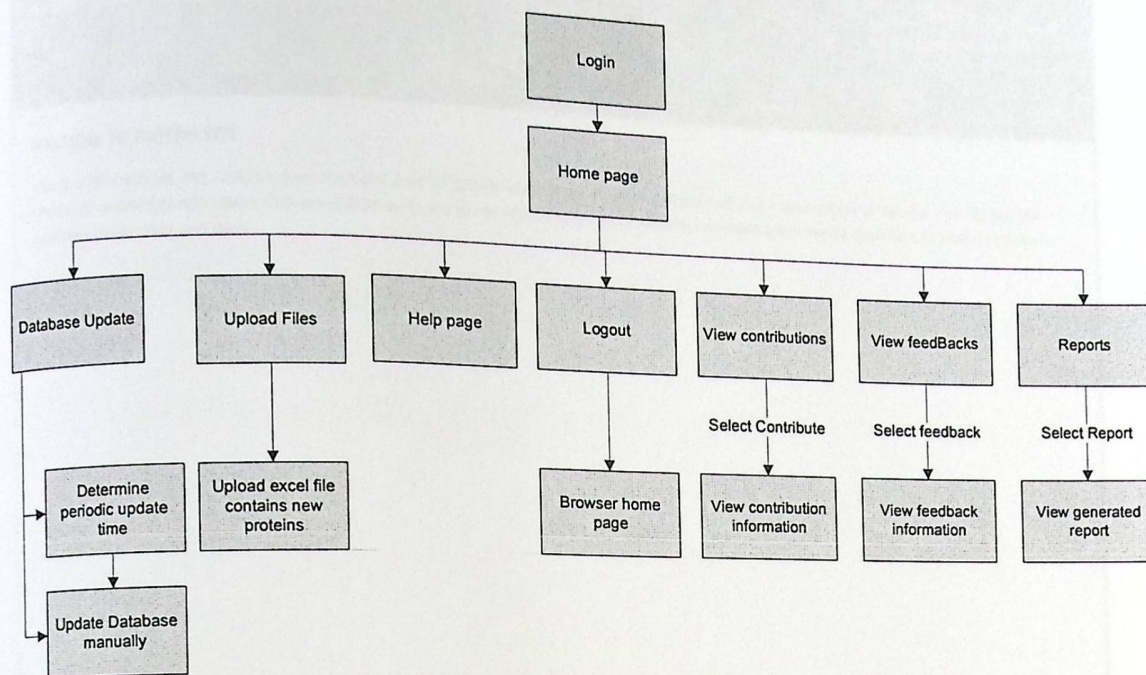 Login
Home page
Database Update
Upload Files
Help page
Logout
View contributions
View feedBacks
Reports
Select Contribute
Select feedback
Select Report
Determine
periodic update
time
Upload excel file
contains new
proteins
Browser home
page
View contribution
information
View feedback
information
View generated
report
Update Database
manually